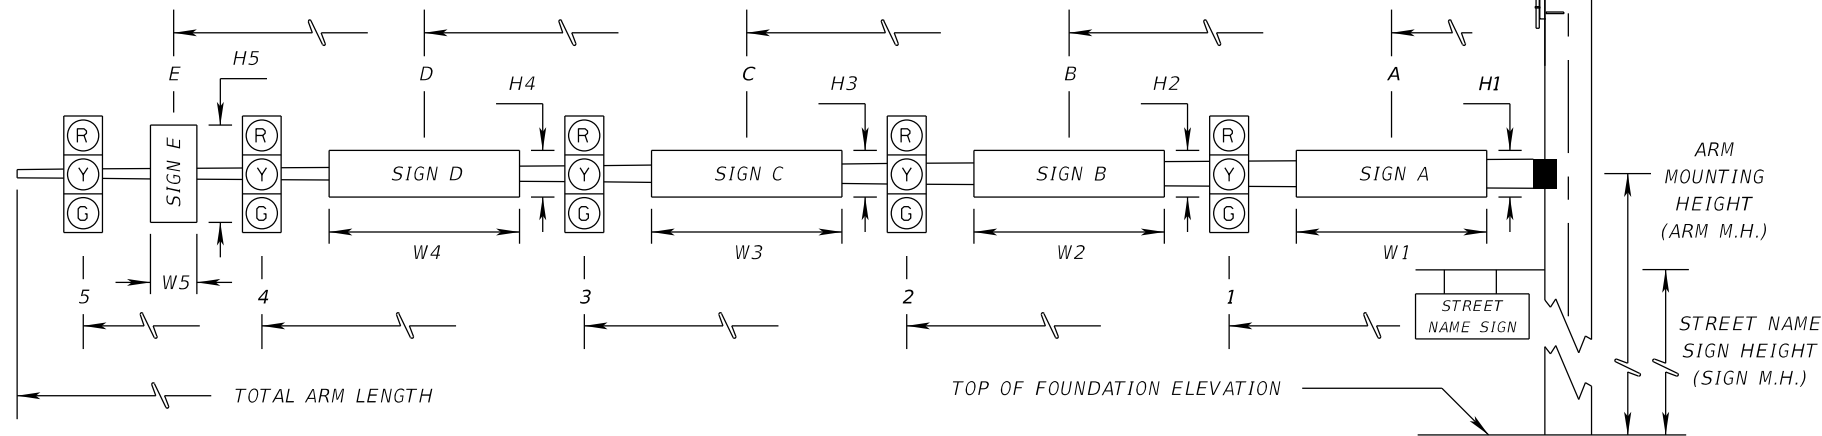 E
D
C
B
A
H5
H4
H3
H2
H1
R
Y
G
SIGN E
R
Y
G
SIGN D
R
Y
G
SIGN C
R
Y
G
SIGN B
R
Y
G
SIGN A
ARM
MOUNTING
HEIGHT
(ARM M.H.)
W5
W4
W3
W2
W1
5
4
3
2
1
STREET
NAME SIGN
STREET NAME
SIGN HEIGHT
(SIGN M.H.)
TOTAL ARM LENGTH
TOP OF FOUNDATION ELEVATION